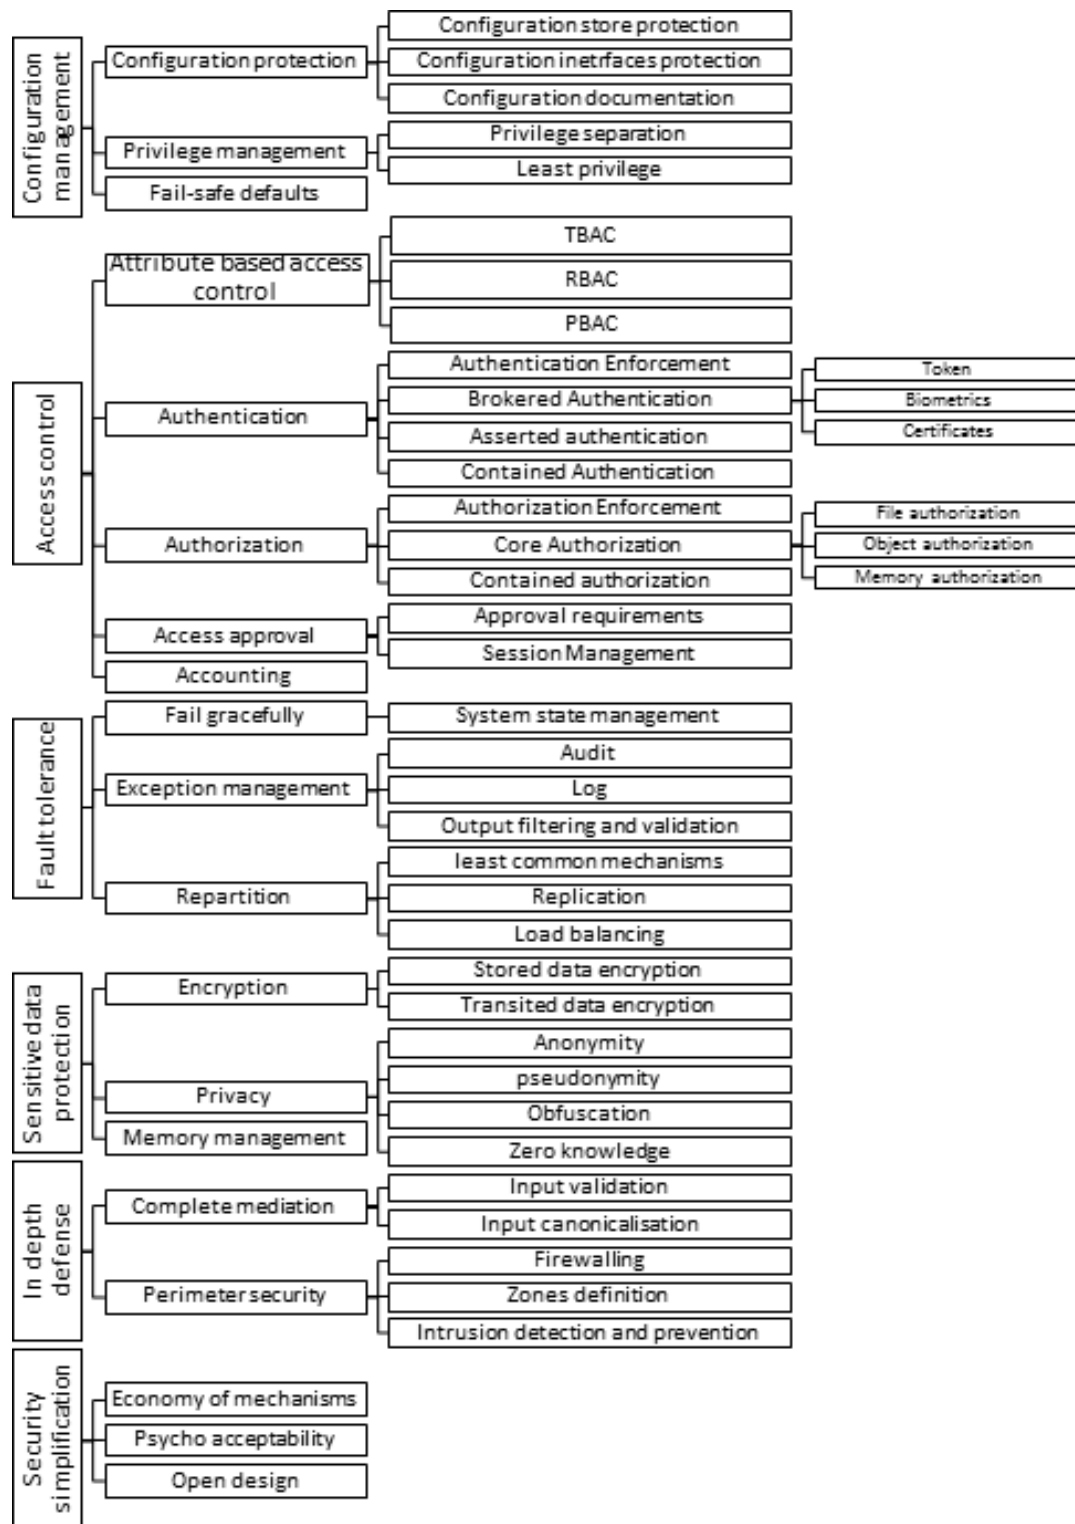 Configuration
management
Configuration protection
Configuration store protection
Configuration inetrfaces protection
Configuration documentation
Privilege management
Privilege separation
Least privilege
Fail-safe defaults
Access control
Attribute based access
control
TBAC
RBAC
PBAC
Authentication
Authentication Enforcement
Brokered Authentication
Token
Biometrics
Certificates
Asserted authentication
Contained Authentication
Authorization
Authorization Enforcement
Core Authorization
File authorization
Object authorization
Memory authorization
Contained authorization
Access approval
Approval requirements
Session Management
Accounting
Fault tolerance
Fail gracefully
System state management
Exception management
Audit
Log
Output filtering and validation
Repartition
least common mechanisms
Replication
Load balancing
Sensitive data
protection
Encryption
Stored data encryption
Transited data encryption
Privacy
Anonymity
pseudonymity
Obfuscation
Zero knowledge
Memory management
In depth
defense
Complete mediation
Input validation
Input canonicalisation
Perimeter security
Firewalling
Zones definition
Intrusion detection and prevention
Security
simplification
Economy of mechanisms
Psycho acceptability
Open design